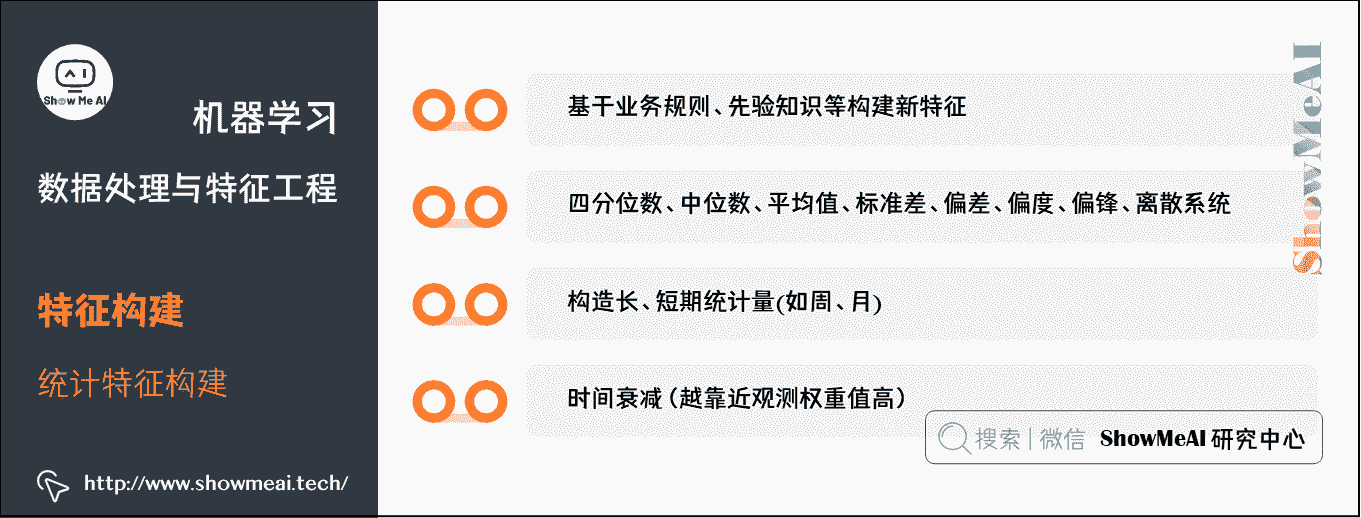 Show Me AI
机器学习
数据处理与特征工程
特征构建
统计特征构建
http://www.showmeai.tech/
基于业务规则、先验知识等构建新特征
四分位数、中位数、平均值、标准差、偏差、偏度、偏锋、离散系统
构造长、短期统计量(如周、月)
时间衰减(越靠近观测权重值高)
ShowMeAI
搜索|微信 ShowMeAI 研究中心